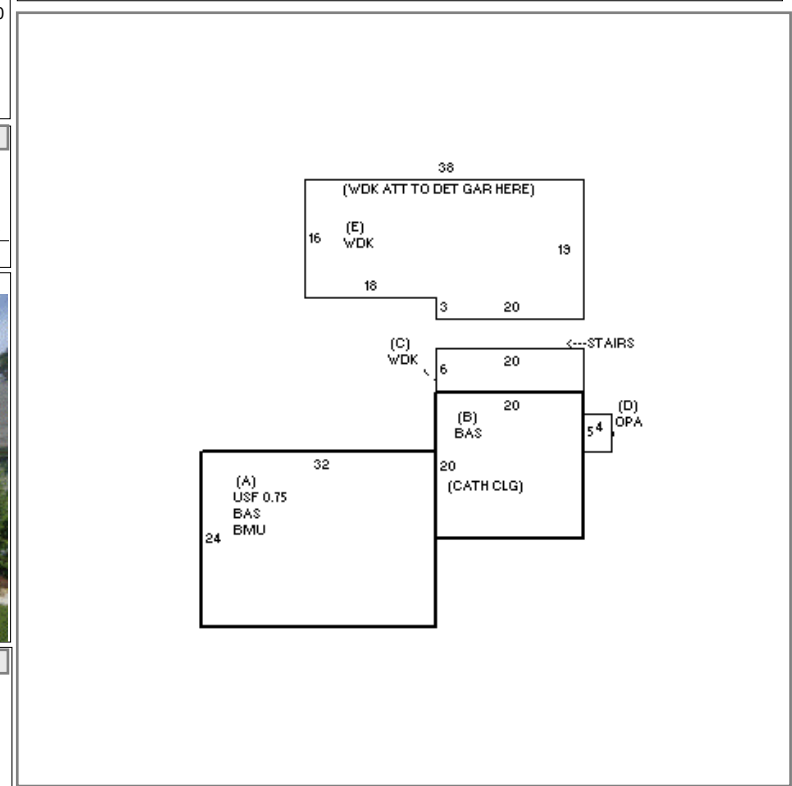 38
(WDK ATT TO DET GAR HERE)
(E)
16
WDK
19
18
3
20
<---STAIRS
(C)
WDK
6
20
20
(D)
OPA
5
4
(B)
BAS
20
(CATH CLG)
32
(A)
USF 0.75
BAS
BMU
24